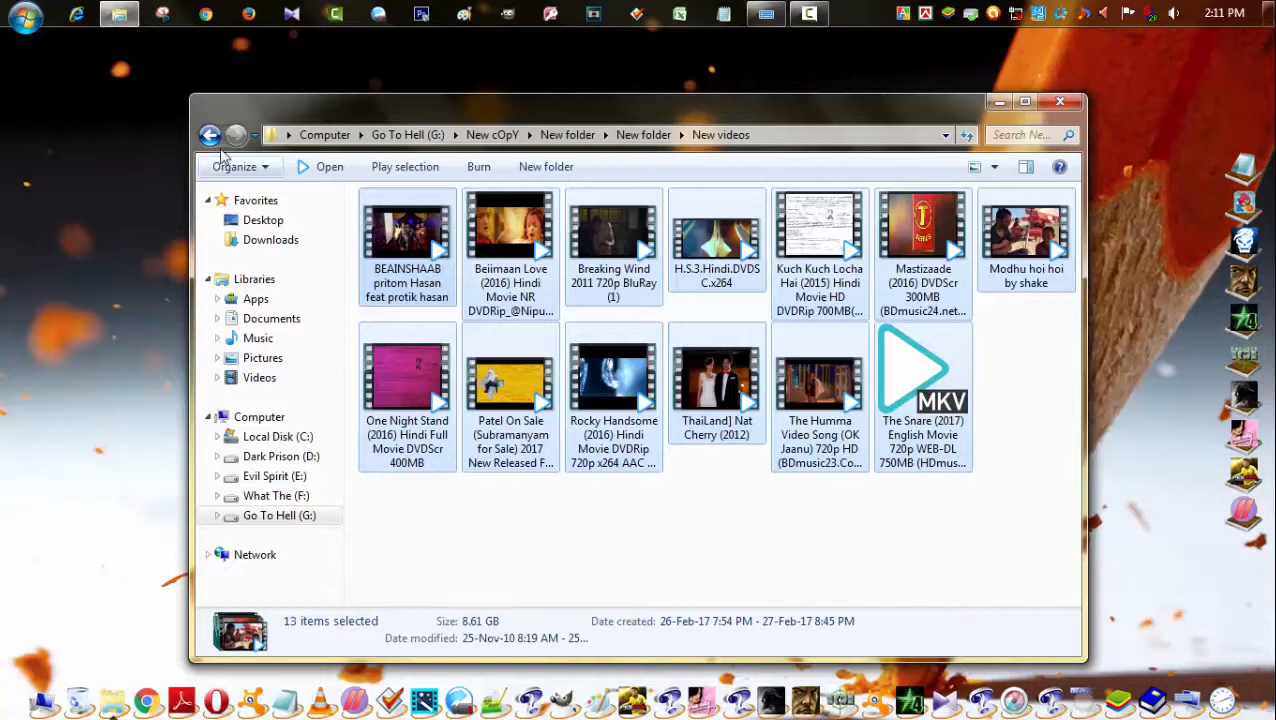 2:11 PM
Computer Go To Hell (G:) New cOpY New folder New folder New videos
Search Ne...
Organize Open Play selection Burn New folder
Favorites
Desktop
Downloads
Libraries
Apps
Documents
Music
Pictures
Videos
Computer
Local Disk (C:)
Dark Prison (D:)
Evil Spirit (E:)
What The (F:)
Go To Hell (G:)
Network
BEAINSHAAB
pritom Hasan
feat protik hasan
Beiimaan Love
(2016) Hindi
Movie NR
DVDRip_@Nipu...
Breaking Wind
2011 720p BluRay
(1)
H.S.3.Hindi.DVDS
C.x264
Kuch Kuch Locha
Hai (2015) Hindi
Movie HD
DVDRip 700MB(...
Mastizaade
(2016) DVDScr
300MB
(BDmusic24.net...
Modhu hoi hoi
by shake
One Night Stand
(2016) Hindi Full
Movie DVDScr
400MB
Patel On Sale
(Subramanyam
for Sale) 2017
New Released F...
Rocky Handsome
(2016) Hindi
Movie DVDRip
720p x264 AAC ...
ThaiLand] Nat
Cherry (2012)
The Humma
Video Song (OK
Jaanu) 720p HD
(BDmusic23.Co...
MKV
The Snare (2017)
English Movie
720p WEB-DL
750MB (HDmus...
13 items selected
Size: 8.61 GB
Date created: 26-Feb-17 7:54 PM - 27-Feb-17 8:45 PM
Date modified: 25-Nov-10 8:19 AM - 25...